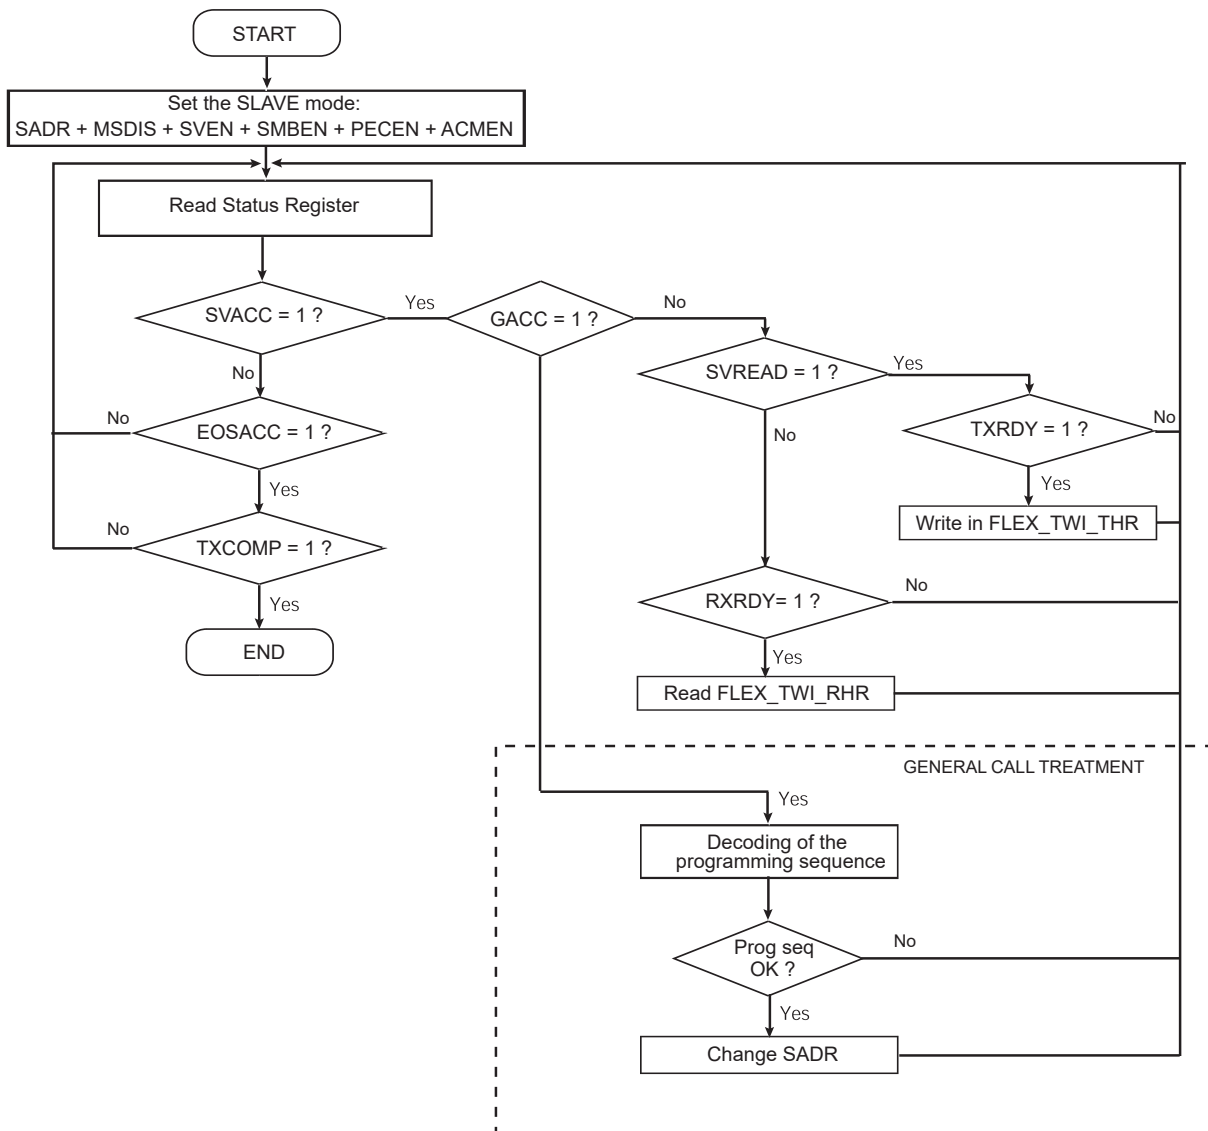 START
Set the SLAVE mode:
SADR + MSDIS + SVEN + SMBEN + PECEN + ACMEN
Read Status Register
SVACC = 1 ?
Yes
GACC = 1 ?
No
SVREAD = 1 ?
Yes
No
No
EOSACC = 1 ?
TXRDY = 1 ?
No
No
Yes
Yes
Write in FLEX_TWI_THR
No
TXCOMP = 1 ?
Yes
RXRDY= 1 ?
No
END
Yes
Read FLEX_TWI_RHR
GENERAL CALL TREATMENT
Yes
Decoding of the
programming sequence
Prog seq
OK ?
No
Yes
Change SADR